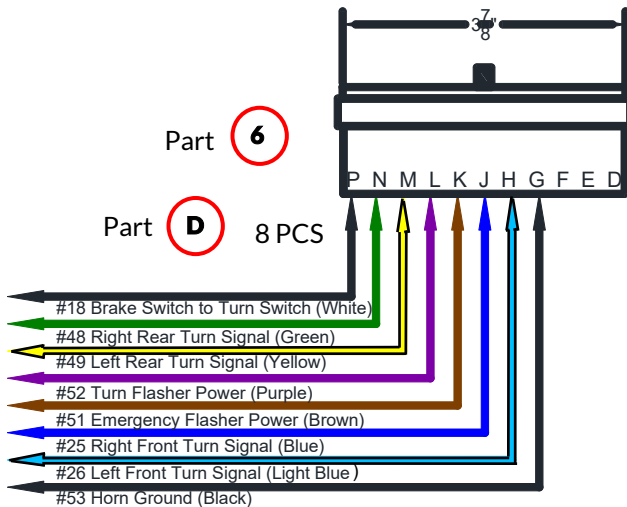 3 7/8"
Part 6
P N M L K J H G F E D
Part D 8 PCS
#18 Brake Switch to Turn Switch (White)
#48 Right Rear Turn Signal (Green)
#49 Left Rear Turn Signal (Yellow)
#52 Turn Flasher Power (Purple)
#51 Emergency Flasher Power (Brown)
#25 Right Front Turn Signal (Blue)
#26 Left Front Turn Signal (Light Blue)
#53 Horn Ground (Black)